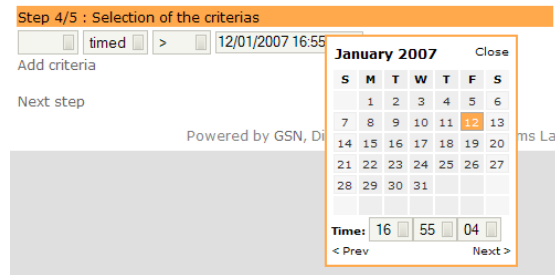 Step 4/5 : Selection of the criterias
timed > 12/01/2007 16:55
Add criteria
Next step
Powered by GSN, Di
ms La
January 2007 Close
S M T W T F S
1 2 3 4 5 6
7 8 9 10 11 12 13
14 15 16 17 18 19 20
21 22 23 24 25 26 27
28 29 30 31
Time: 16 55 04
< Prev Next >